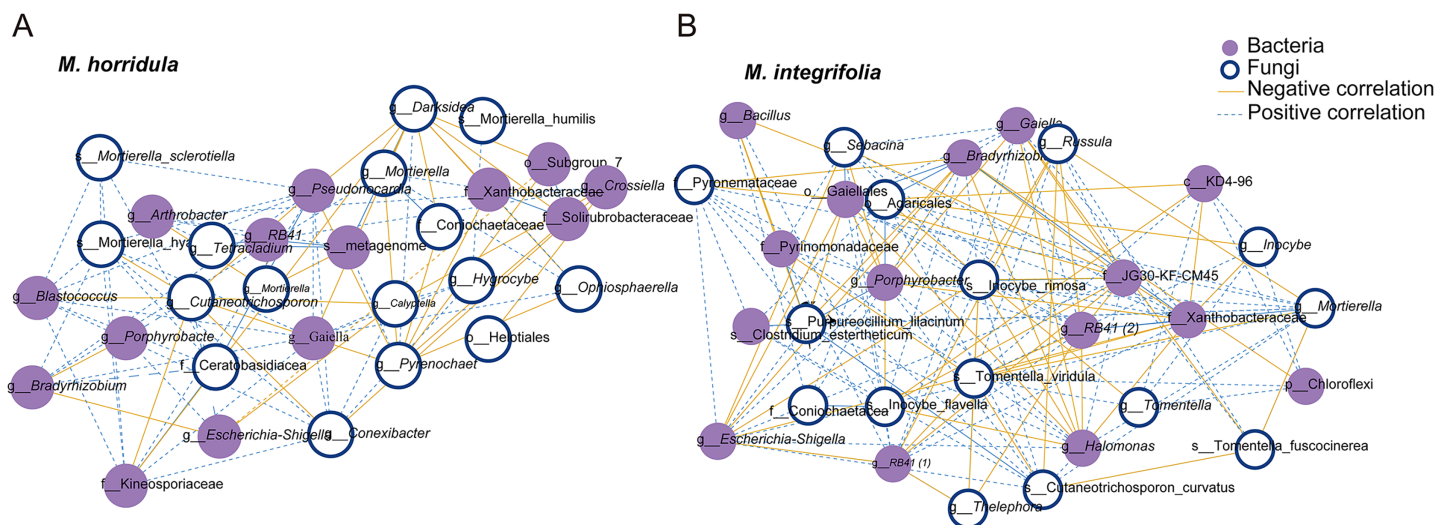 A
B
M. horridula
M. integrifolia
Bacteria
Fungi
Negative correlation
Positive correlation
g__Darksidea
s__Mortierella_humilis
s__Mortierella_sclerotiella
g__Mortierella
o__Subgroup_7
g__Pseudonocardia
f__Xanthobacteraceae
g__Crossiella
g__Arthrobacter
f__Coniochaetaceae
f__Solirubrobacteraceae
s__Mortierella_hya
g__Tetracladium
g__RB41
s__metagenome
g__Blastococcus
g__Cutaneotrichosporon
g__Mortierella
g__Calyptella
g__Hygrocybe
g__Ophiosphaerella
g__Porphyrobacte
g__Gaiella
o__Helotiales
g__Bradyrhizobium
f__Ceratobasidiacea
g__Pyrenochaet
g__Escherichia-Shigella
g__Conexibacter
f__Kineosporiaceae
g__Bacillus
g__Gaiella
g__Sebacina
g__Russula
g__Bradyrhizobi
f__Pyronemataceae
o__Gaiellales
o__Agaricales
c__KD4-96
f__Pyrinomonadaceae
g__Inocybe
g__Porphyrobacter
s__Inocybe_rimosa
f__JG30-KF-CM45
g__Mortierella
s__Purpureocillium_lilacinum
s__Clostridium_estertheticum
g__RB41 (2)
f__Xanthobacteraceae
s__Tomentella_viridula
p__Chloroflexi
f__Coniochaetacea
s__Inocybe_flavella
g__Tomentella
g__Escherichia-Shigella
g__Halomonas
s__Tomentella_fuscocinerea
g__RB41 (1)
s__Cutaneotrichosporon_curvatus
g__Thelephora